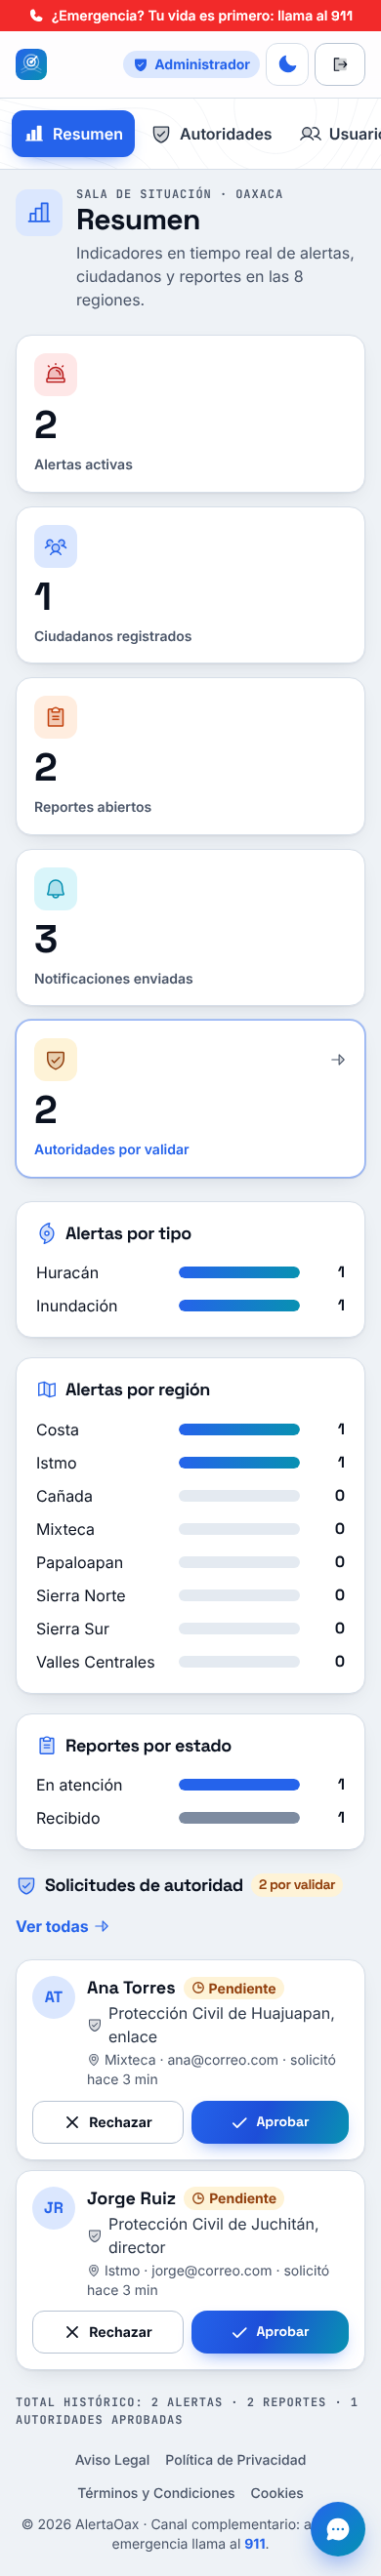 ¿Emergencia? Tu vida es primero: llama al 911
Administrador
Resumen Autoridades
SALA DE SITUACIÓN · OAXACA
Resumen
Indicadores en tiempo real de alertas,
ciudadanos y reportes en las 8
regiones.
2
Alertas activas
1
Ciudadanos registrados
2
Reportes abiertos
3
Notificaciones enviadas
2
Autoridades por validar
Alertas por tipo
Huracán 1
Inundación 1
Alertas por región
Costa 1
Istmo 1
Cañada 0
Mixteca 0
Papaloapan 0
Sierra Norte 0
Sierra Sur 0
Valles Centrales 0
Reportes por estado
En atención 1
Recibido 1
Solicitudes de autoridad 2 por validar
Ver todas
AT Ana Torres Pendiente
Protección Civil de Huajuapan,
enlace
Mixteca · ana@correo.com · solicitó
hace 3 min
Rechazar Aprobar
JR Jorge Ruiz Pendiente
Protección Civil de Juchitán,
director
Istmo · jorge@correo.com · solicitó
hace 3 min
Rechazar Aprobar
TOTAL HISTÓRICO: 2 ALERTAS · 2 REPORTES · 1
AUTORIDADES APROBADAS
Aviso Legal Política de Privacidad
Términos y Condiciones Cookies
© 2026 AlertaOax · Canal complementario:
emergencia llama al 911.